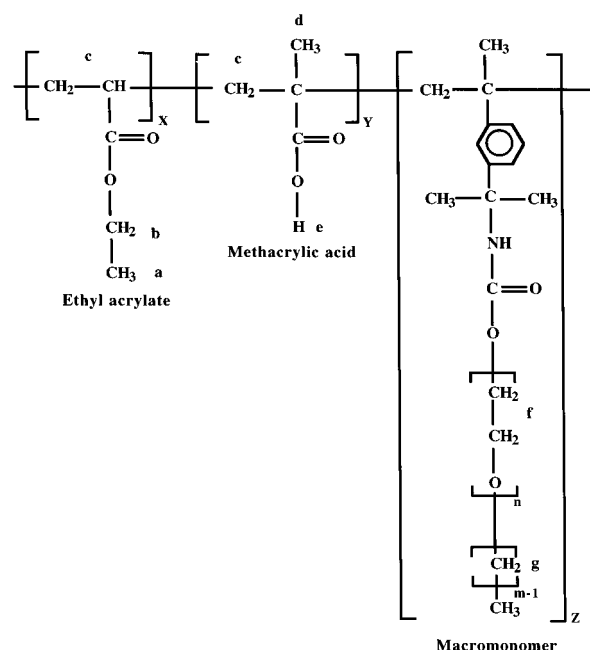 d
c c CH₃ CH₃
CH₂ CH CH₂ C CH₂ C
X Y
C O C O
O O CH₃ C CH₃
CH₂ b H e NH
Methacrylic acid
CH₃ a C O
Ethyl acrylate
O
CH₂
f
CH₂
O
n
CH₂ g
m-1
CH₃
Z
Macromonomer